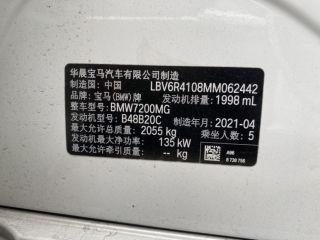 华晨宝马汽车有限公司制造
制造国:中国 LBV6R4108MM062442
品牌:宝马(BMW)牌 发动机排量:1998 mL
整车型号:BMW7200MG
发动机型号:B48B20C 制造年月:2021-04
最大允许总质量:2055 kg 乘坐人数:5
发动机最大净功率:135 kW
最大允许牵引质量:-- kg